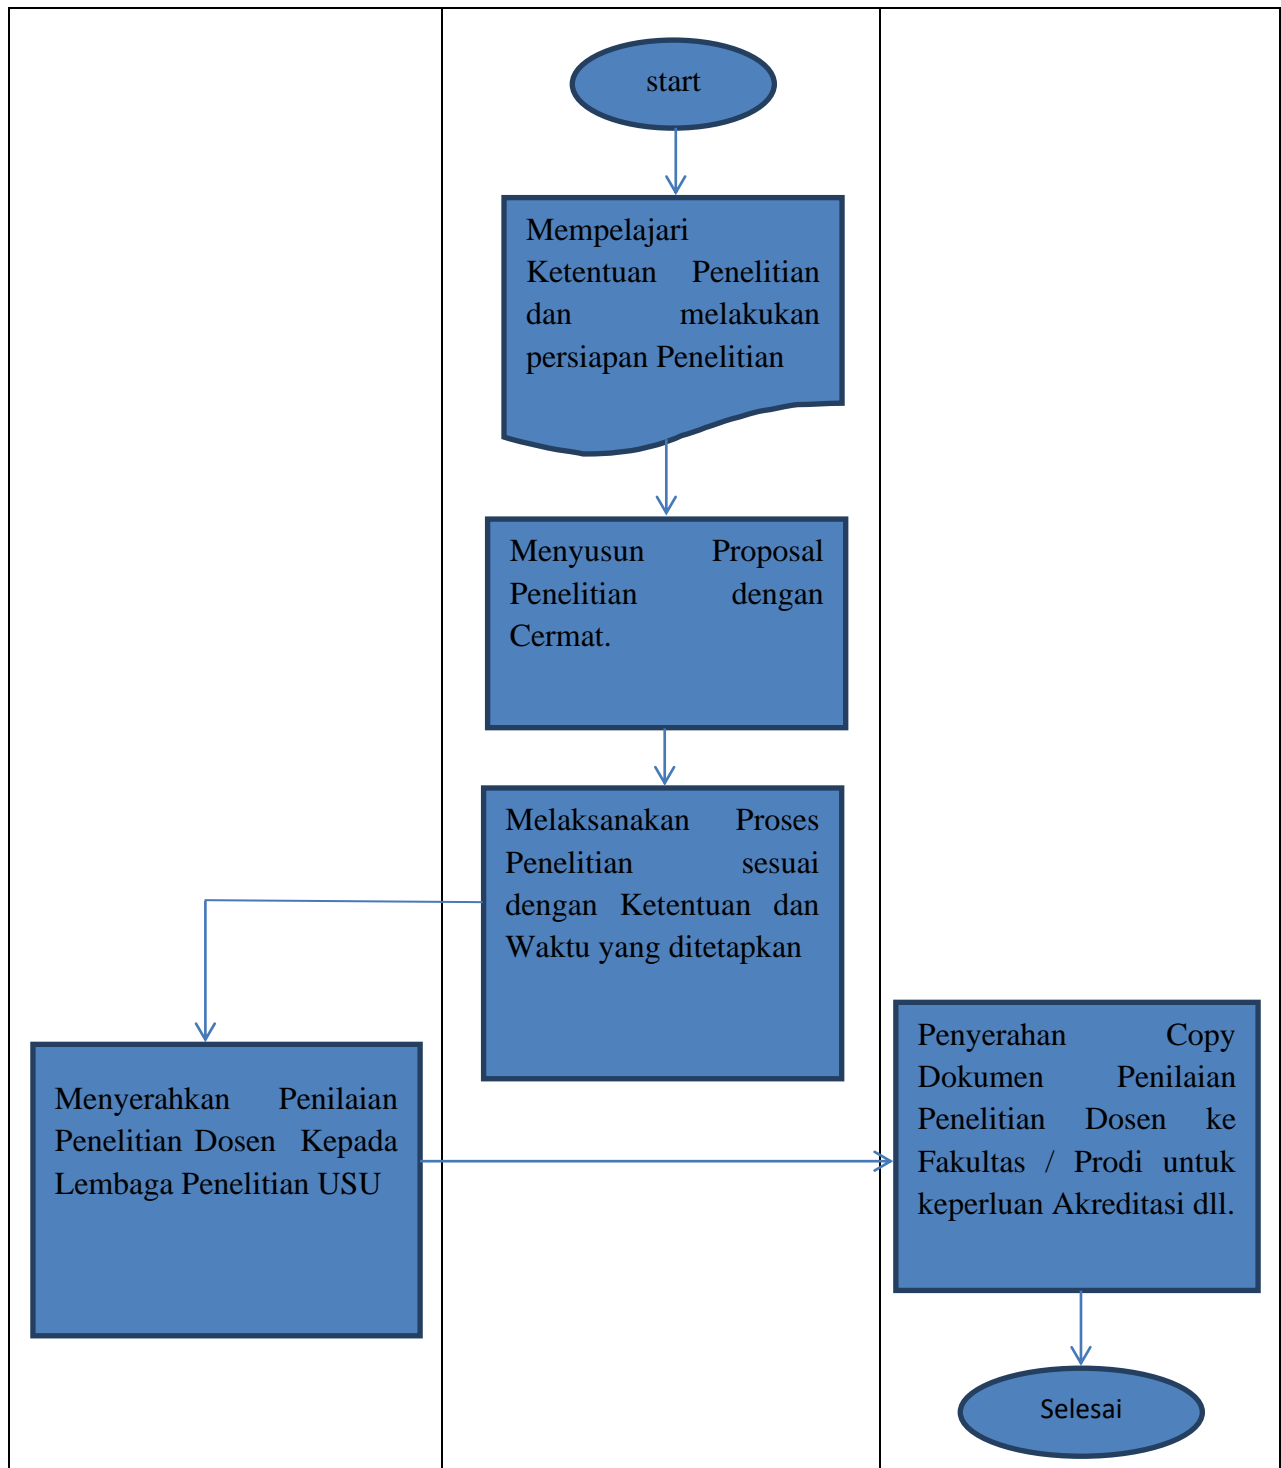 start
Mempelajari
Ketentuan Penelitian
dan melakukan
persiapan Penelitian
Menyusun Proposal
Penelitian dengan
Cermat.
Melaksanakan Proses
Penelitian sesuai
dengan Ketentuan dan
Waktu yang ditetapkan
Menyerahkan Penilaian
Penelitian Dosen Kepada
Lembaga Penelitian USU
Penyerahan Copy
Dokumen Penilaian
Penelitian Dosen ke
Fakultas / Prodi untuk
keperluan Akreditasi dll.
Selesai